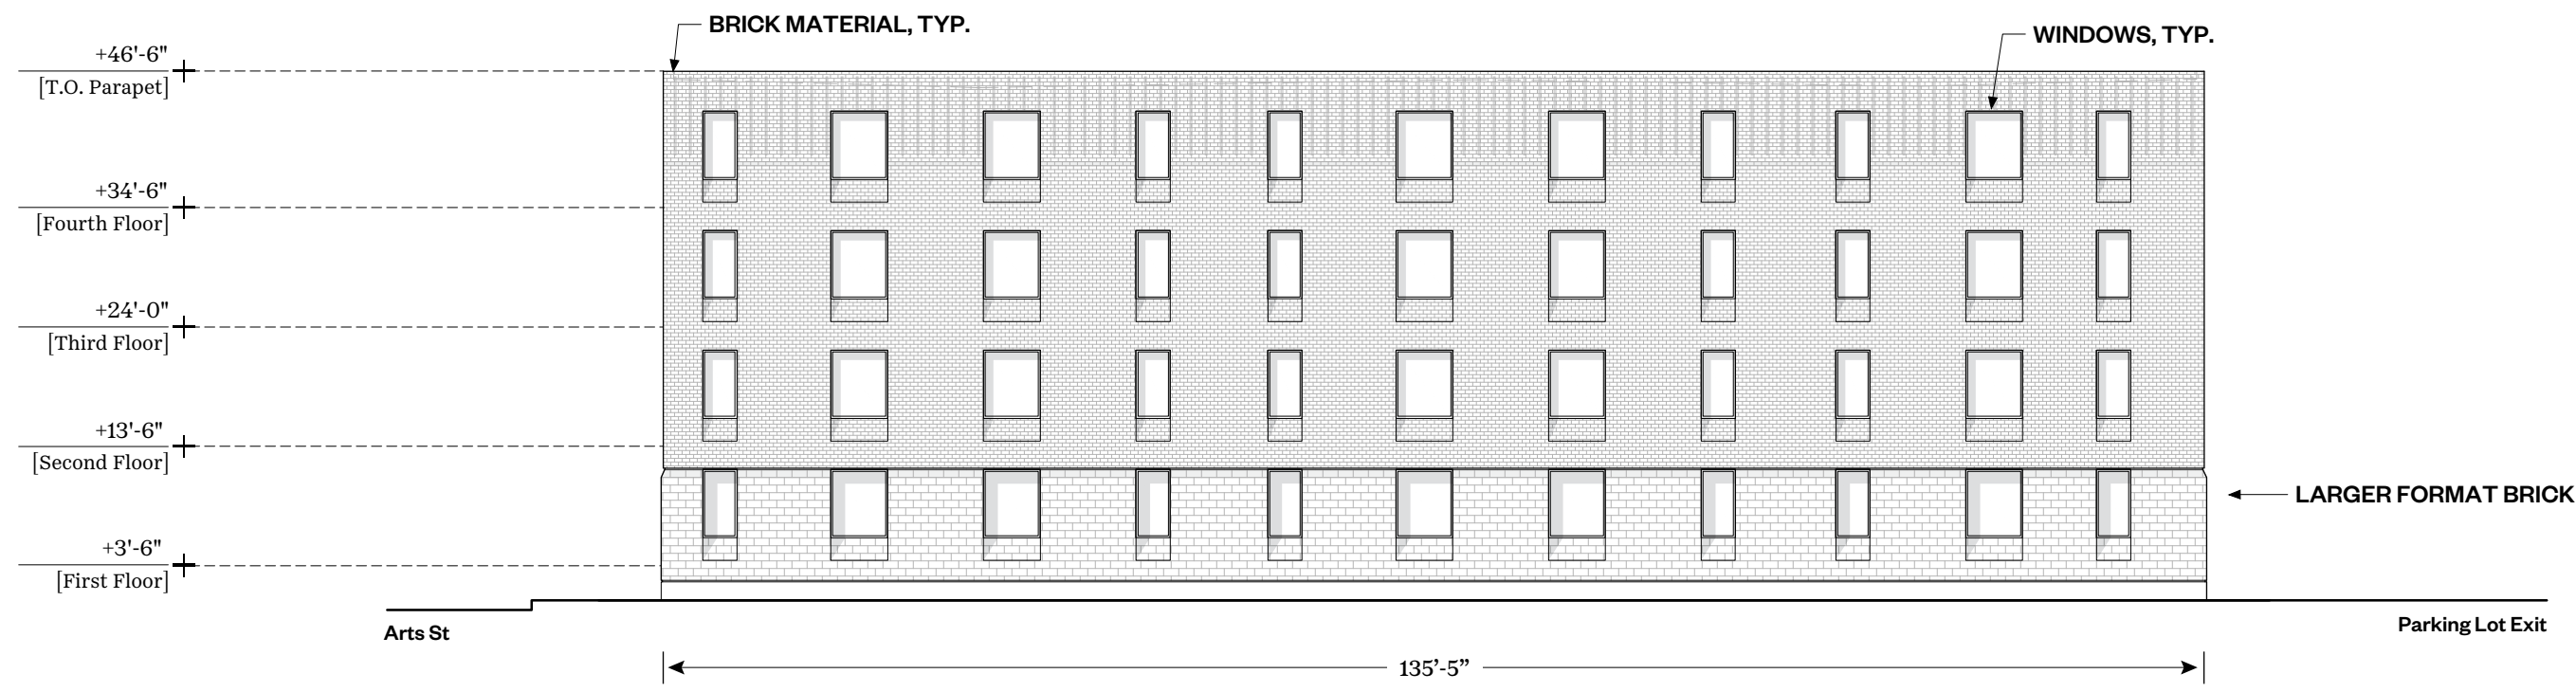 BRICK MATERIAL, TYP.
WINDOWS, TYP.
+46'-6"
[T.O. Parapet]
+34'-6"
[Fourth Floor]
+24'-0"
[Third Floor]
+13'-6"
[Second Floor]
LARGER FORMAT BRICK
+3'-6"
[First Floor]
Arts St
Parking Lot Exit
135’-5”